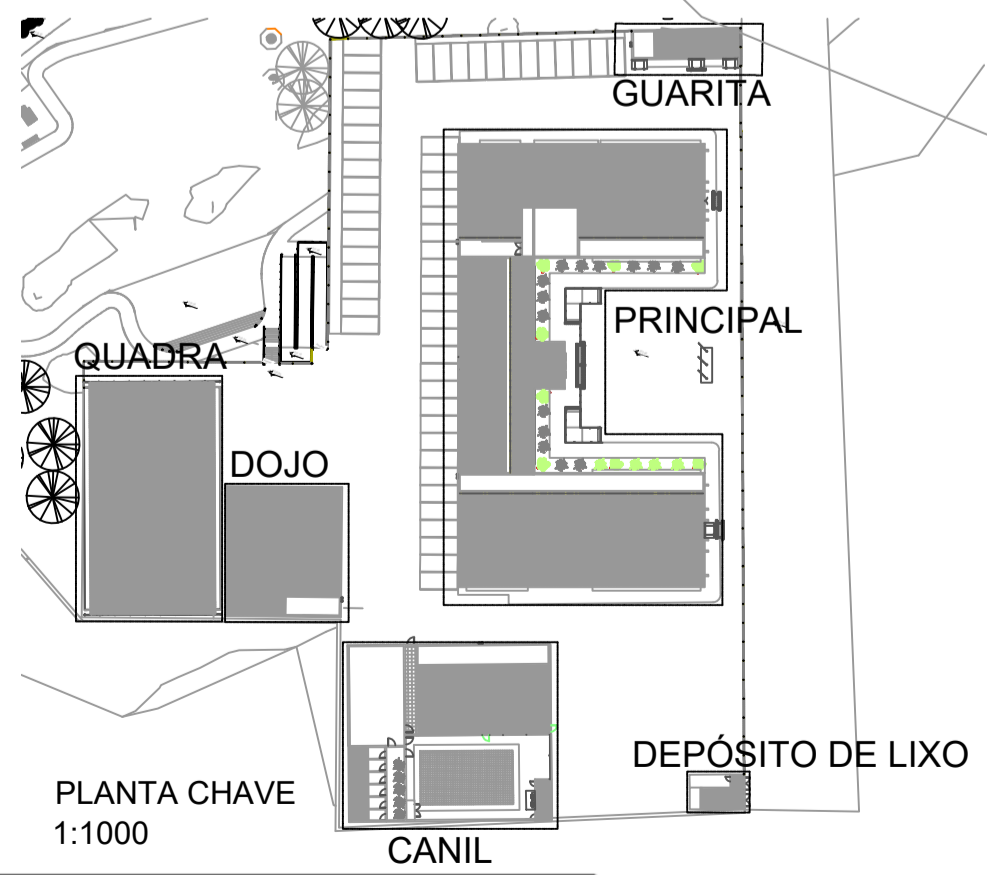 GUARITA
PRINCIPAL
QUADRA
DOJO
DEPÓSITO DE LIXO
PLANTA CHAVE
1:1000
CANIL